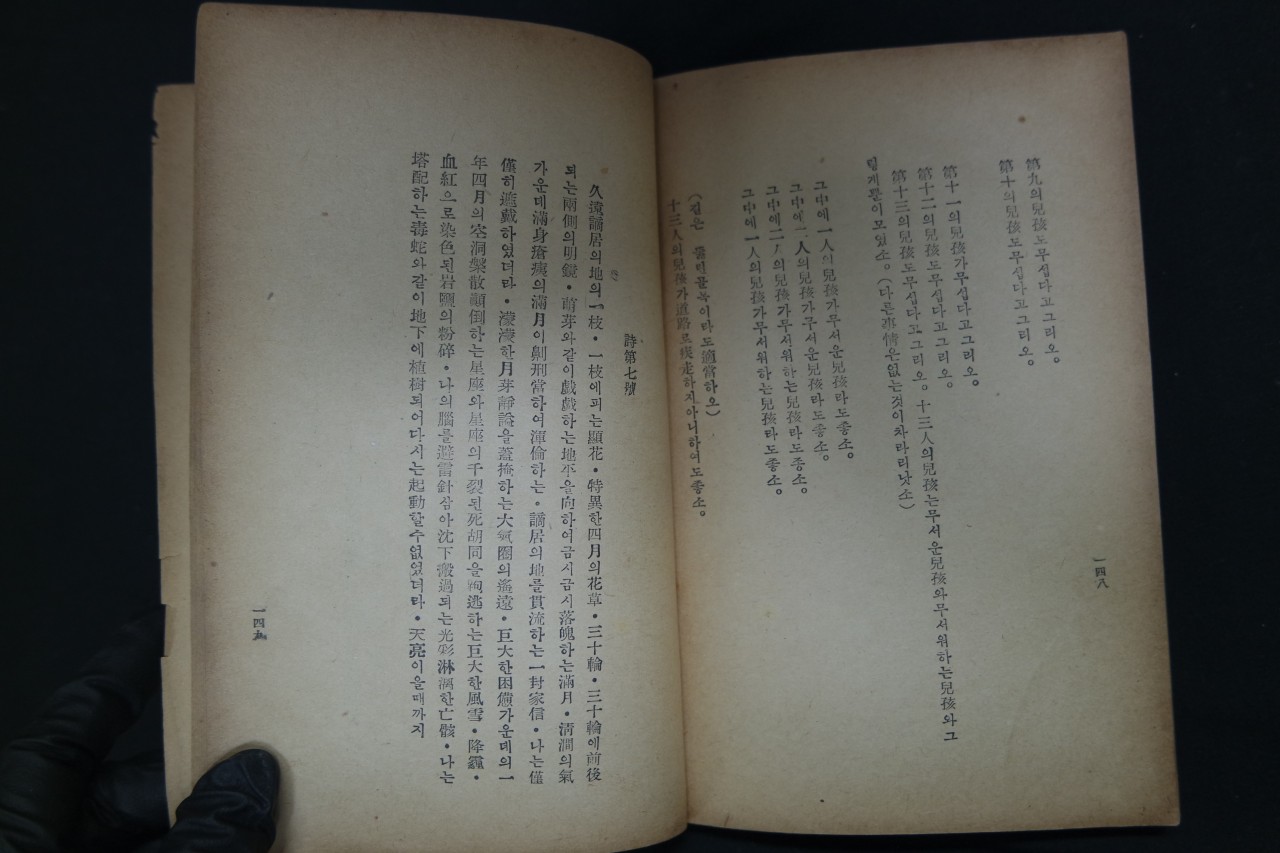 第九의兒孩도무섭다고그리오。
第十의兒孩도무섭다고그리오。
第十一의兒孩가무섭다고그리오。
第十二의兒孩도무섭다고그리오。
第十三의兒孩도무섭다고그리오。十三人의兒孩는무서운兒孩와무서워하는兒孩와그
렇게뿐이모였소。(다른事情은없는것이차라리낫소)
그中에一人의兒孩가무서운兒孩라도좋소。
그中에二人의兒孩가무서운兒孩라도좋소。
그中에二人의兒孩가무서워하는兒孩라도좋소。
그中에一人의兒孩가무서워하는兒孩라도좋소。
(길은 뚫린골목이라도適當하오)
十三人의兒孩가道路로疾走하지아니하여도좋소。
一四八
詩第七號
久遠謫居의地의一枝·一枝에피는顯花·特異한四月의花草·三十輪·三十輪에前後
되는兩側의明鏡·萌芽와같이戲戲하는地平을向하여금시금시落魄하는滿月·淸澗의氣
가운데滿身瘡痍의滿月이劓刑當하여渾倫하는·謫居의地를貫流하는一封家信·나는僅
僅히遮戴하였더라·濛濛한月芽靜謐을蓋掩하는大氣圈의遙遠·巨大한困憊가운데의一
年四月의空洞槃散顚倒하는星座와星座의千裂된死胡同을跑逃하는巨大한風雪·降霾·
血紅으로染色된岩鹽의粉碎·나의腦를避雷針삼아沈下搬過되는光彩淋漓한亡骸·나는
塔配하는毒蛇와같이地下에植樹되어다시는起動할수없었더라·天亮이올때까지
一四九